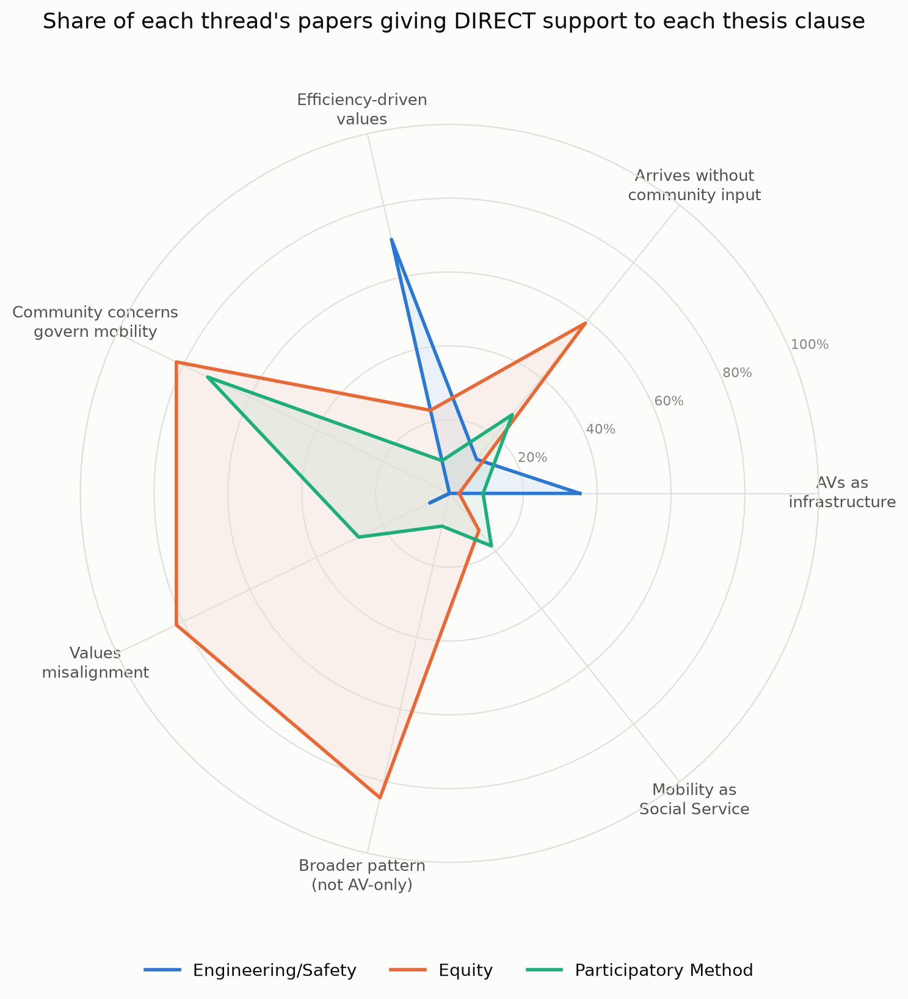 Share of each thread's papers giving DIRECT support to each thesis clause
Efficiency-driven
values
Arrives without
community input
Community concerns
govern mobility
100%
80%
60%
40%
20%
AVs as
infrastructure
Values
misalignment
Mobility as
Social Service
Broader pattern
(not AV-only)
Engineering/Safety
Equity
Participatory Method